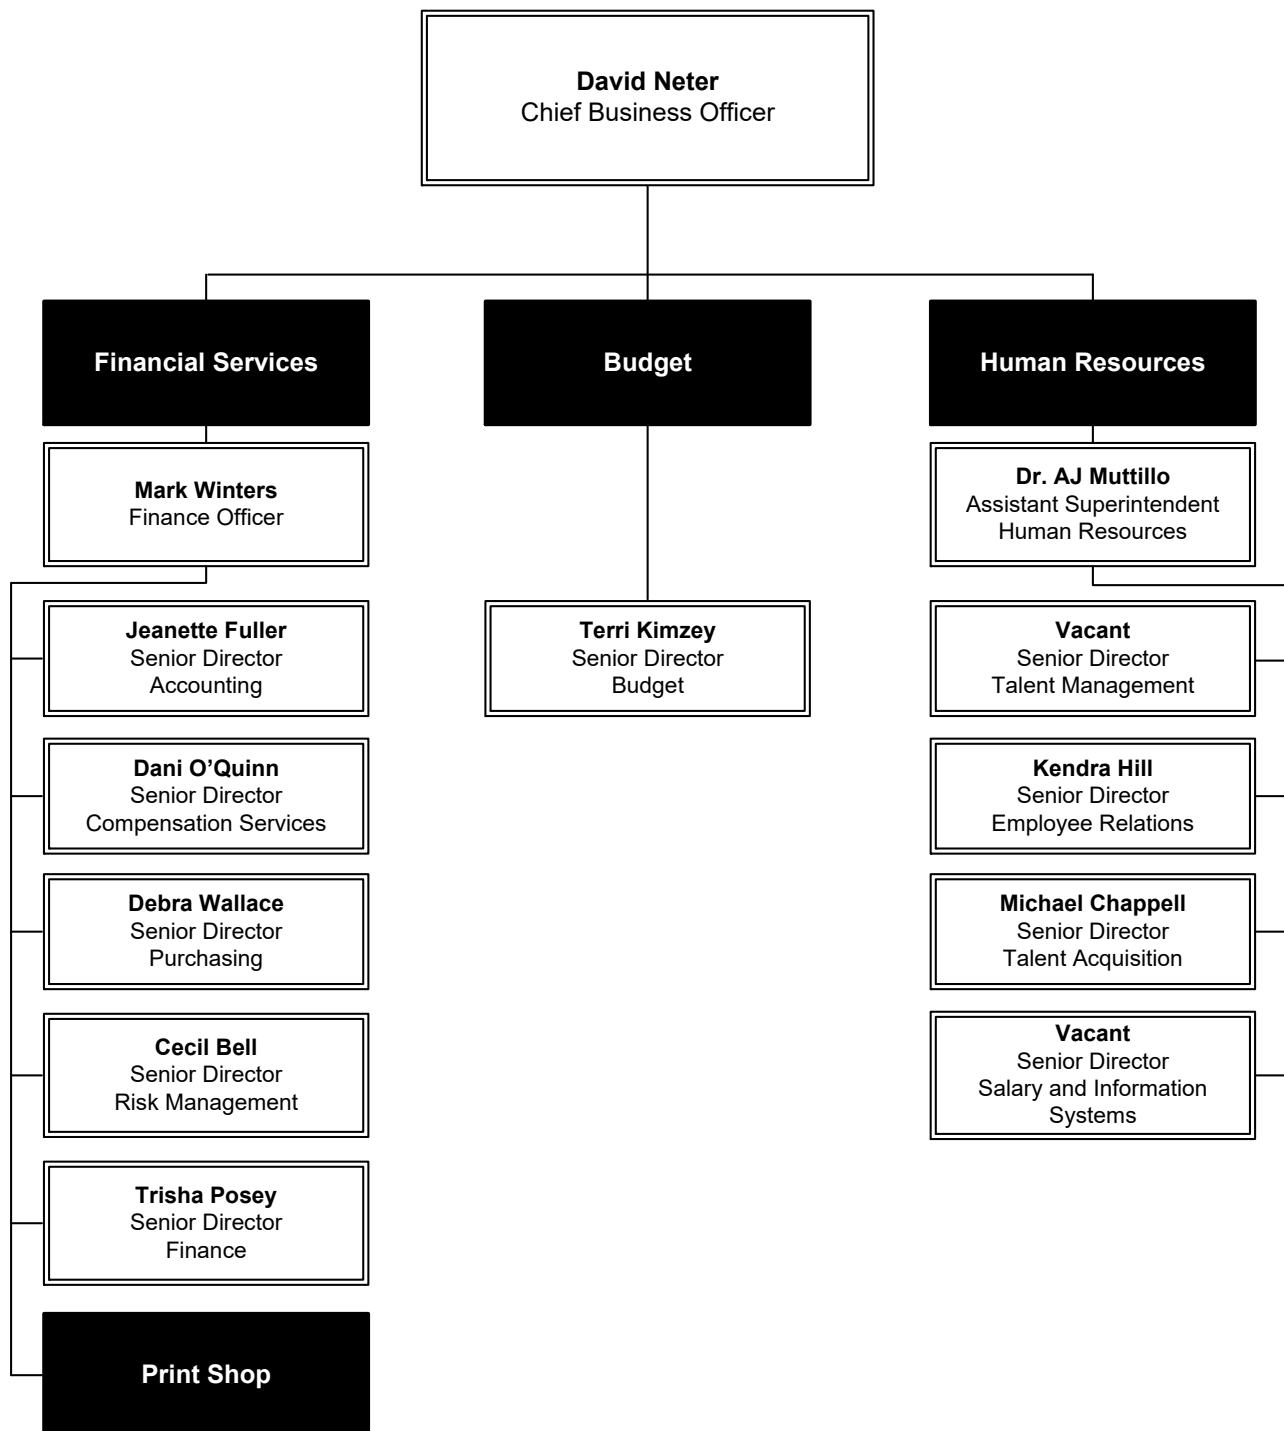 David Neter
Chief Business Officer
Financial Services
Budget
Human Resources
Mark Winters
Finance Officer
Dr. AJ Muttillo
Assistant Superintendent
Human Resources
Jeanette Fuller
Senior Director
Accounting
Terri Kimzey
Senior Director
Budget
Vacant
Senior Director
Talent Management
Dani O’Quinn
Senior Director
Compensation Services
Kendra Hill
Senior Director
Employee Relations
Debra Wallace
Senior Director
Purchasing
Michael Chappell
Senior Director
Talent Acquisition
Cecil Bell
Senior Director
Risk Management
Vacant
Senior Director
Salary and Information
Systems
Trisha Posey
Senior Director
Finance
Print Shop